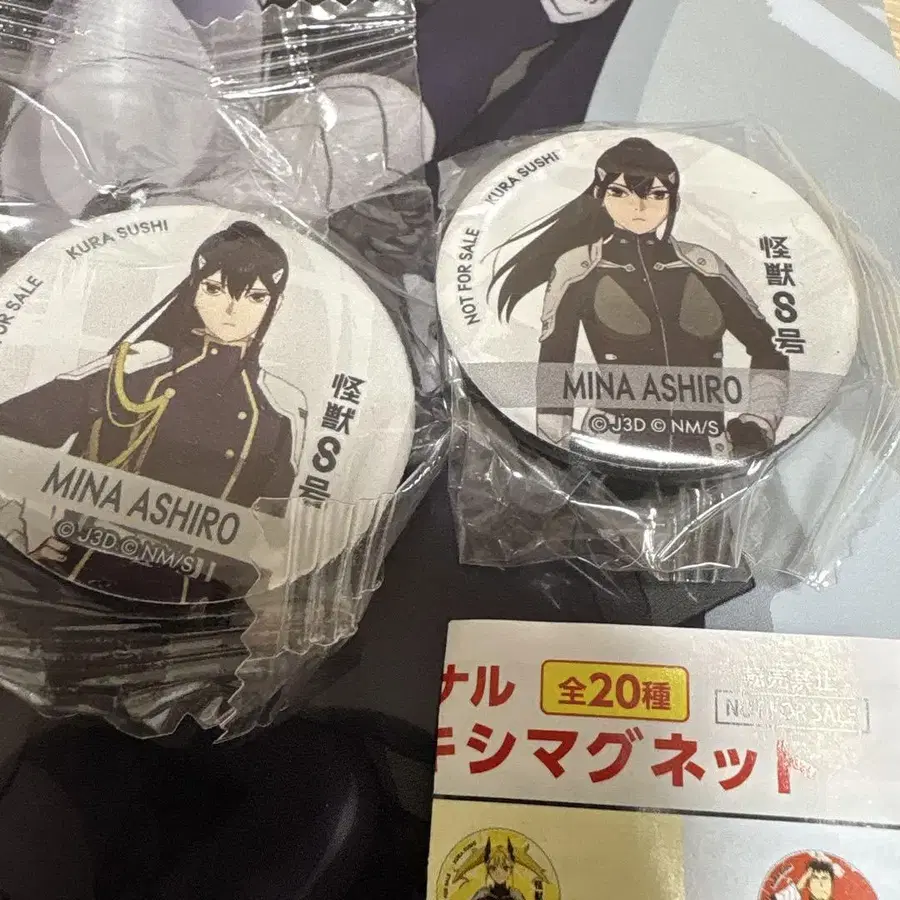 KURA SUSHI
FOR SALE
怪獣8号
MINA ASHIRO
©J3D ©NM/S
NOT FOR SALE
KURA SUSHI
怪獣8号
MINA ASHIRO
©J3D ©NM/S
ナル
全20種
NOT FOR SALE
キシマグネット